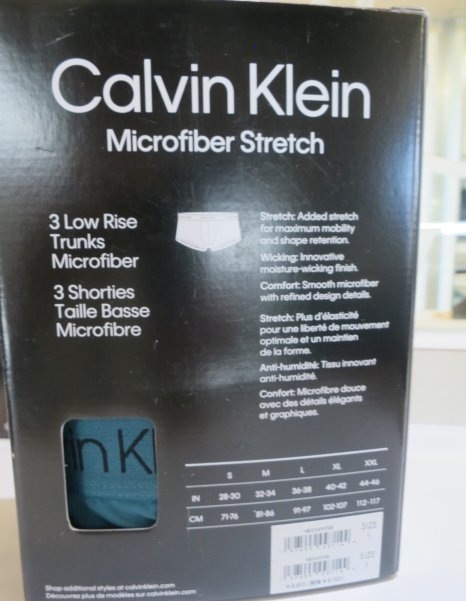 Calvin Klein
Microfiber Stretch
3 Low Rise
Trunks
Microfiber
3 Shorties
Taille Basse
Microfibre
Stretch: Added stretch
for maximum mobility
and shape retention.
Wicking: Innovative
moisture-wicking finish.
Comfort: Smooth microfiber
with refined design details.
Stretch: Plus d'élasticité
pour une liberté de mouvement
optimale et un maintien
de la forme.
Anti-humidité: Tissu innovant
anti-humidité.
Confort: Microfibre douce
avec des détails élégants
et graphiques.
in K
S M L XL XXL
IN 28-30 32-34 36-38 40-42 44-46
CM 71-76 81-86 91-97 102-107 112-117
SIZE
L
SIZE
L
Shop additional styles at calvinklein.com
Découvrez plus de modèles sur calvinklein.com